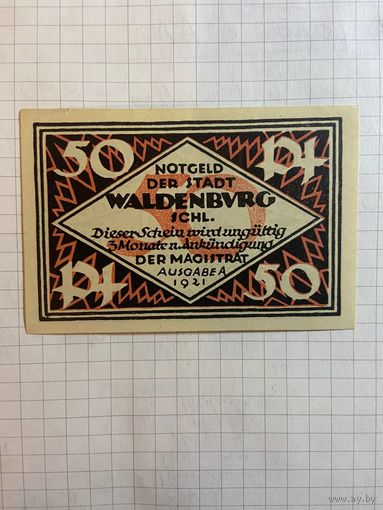 50 Pf
NOTGELD
DER STADT
WALDENBVRG
SCHL.
Dieser Schein wird ungültig
3 Monate n. Ankündigung
DER MAGISTRAT
AUSGABE A
1921
Pf 50
www.ay.by